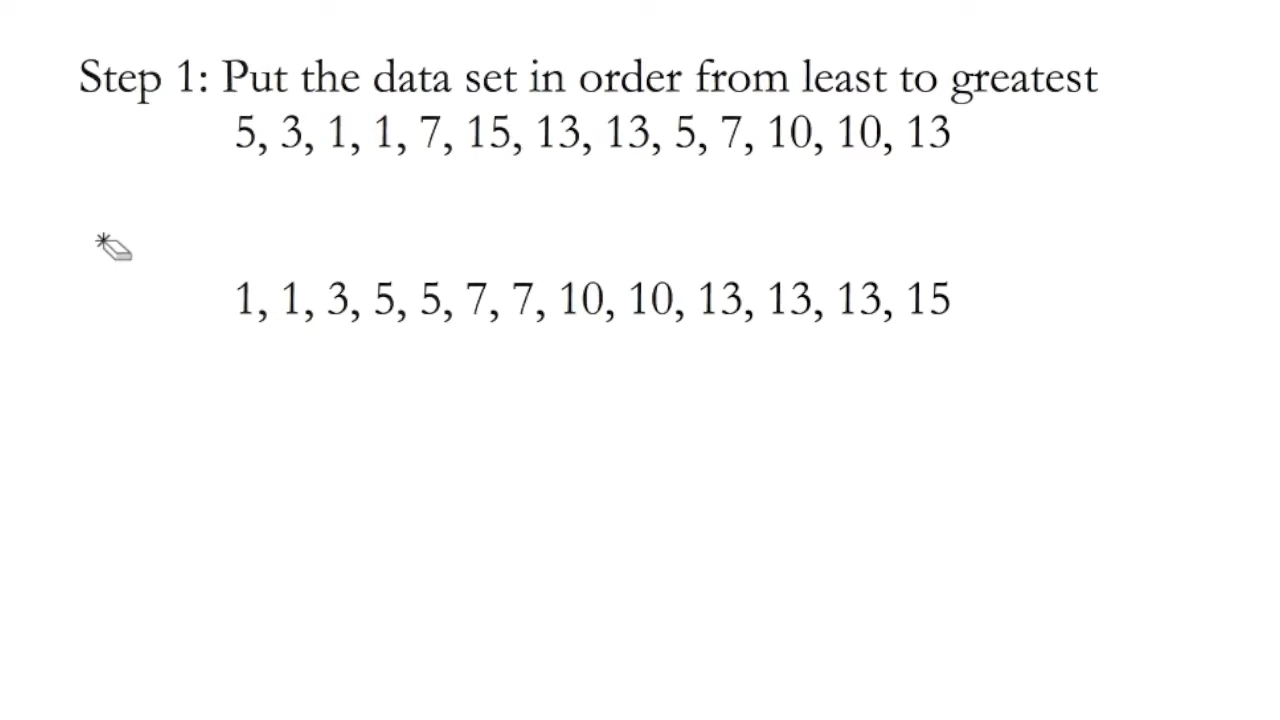 Step 1: Put the data set in order from least to greatest
5, 3, 1, 1, 7, 15, 13, 13, 5, 7, 10, 10, 13
1, 1, 3, 5, 5, 7, 7, 10, 10, 13, 13, 13, 15